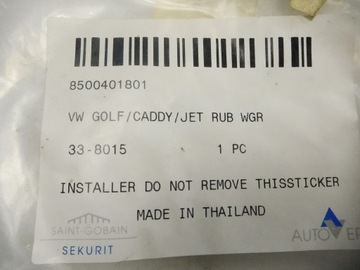 8500401801
VW GOLF/CADDY/JET RUB WGR
33-8015 1 PC
INSTALLER DO NOT REMOVE THISSTICKER
MADE IN THAILAND
SAINT-GOBAIN
SEKURIT